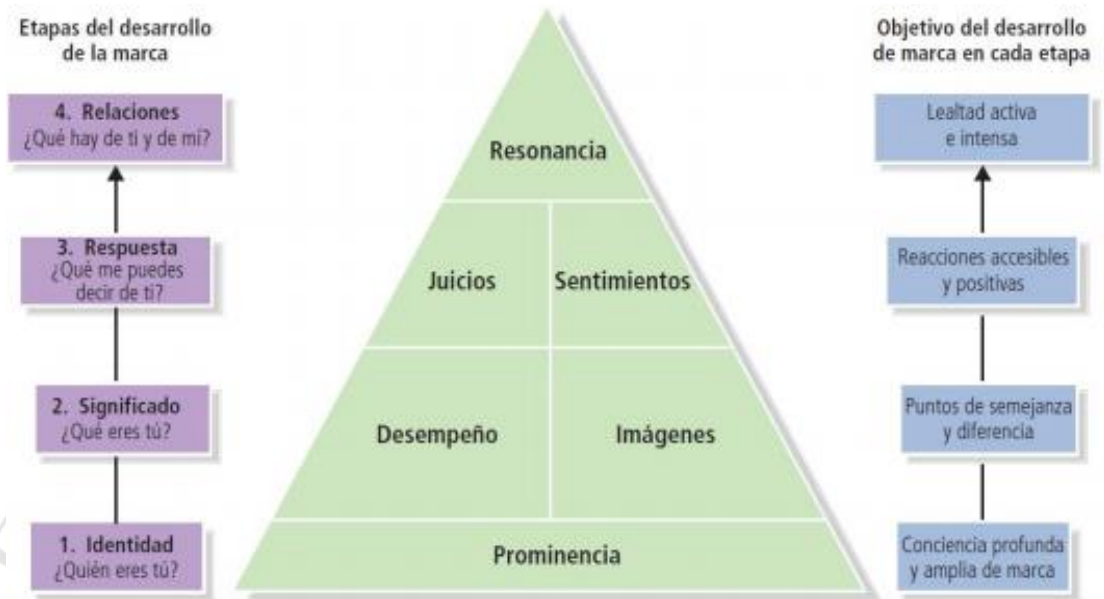 Etapas del desarrollo
de la marca
4. Relaciones
¿Qué hay de ti y de mí?
3. Respuesta
¿Qué me puedes
decir de ti?
2. Significado
¿Qué eres tú?
1. Identidad
¿Quién eres tú?
Resonancia
Juicios
Sentimientos
Desempeño
Imágenes
Prominencia
Objetivo del desarrollo
de marca en cada etapa
Lealtad activa
e intensa
Reacciones accesibles
y positivas
Puntos de semejanza
y diferencia
Conciencia profunda
y amplia de marca